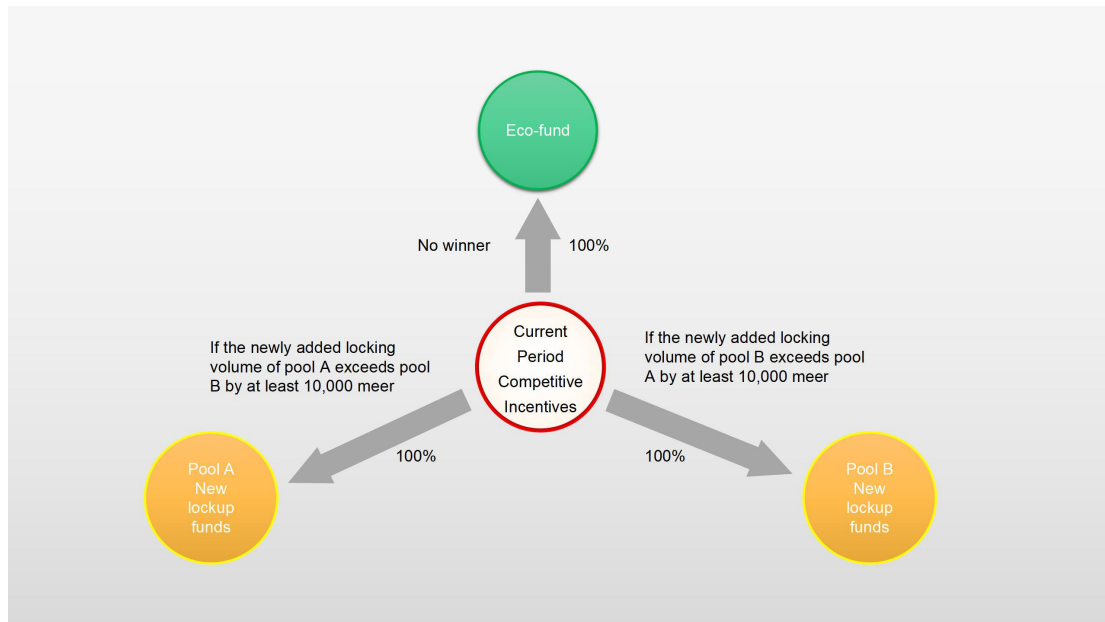 Eco-fund
No winner
100%
Current
Period
Competitive
Incentives
If the newly added locking
volume of pool A exceeds pool
B by at least 10,000 meer
If the newly added locking
volume of pool B exceeds pool
A by at least 10,000 meer
100%
100%
Pool A
New
lockup
funds
Pool B
New
lockup
funds